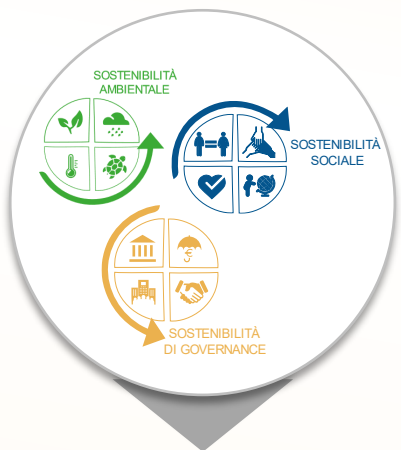 SOSTENIBILITÀ
AMBIENTALE
SOSTENIBILITÀ
SOCIALE
SOSTENIBILITÀ
DI GOVERNANCE